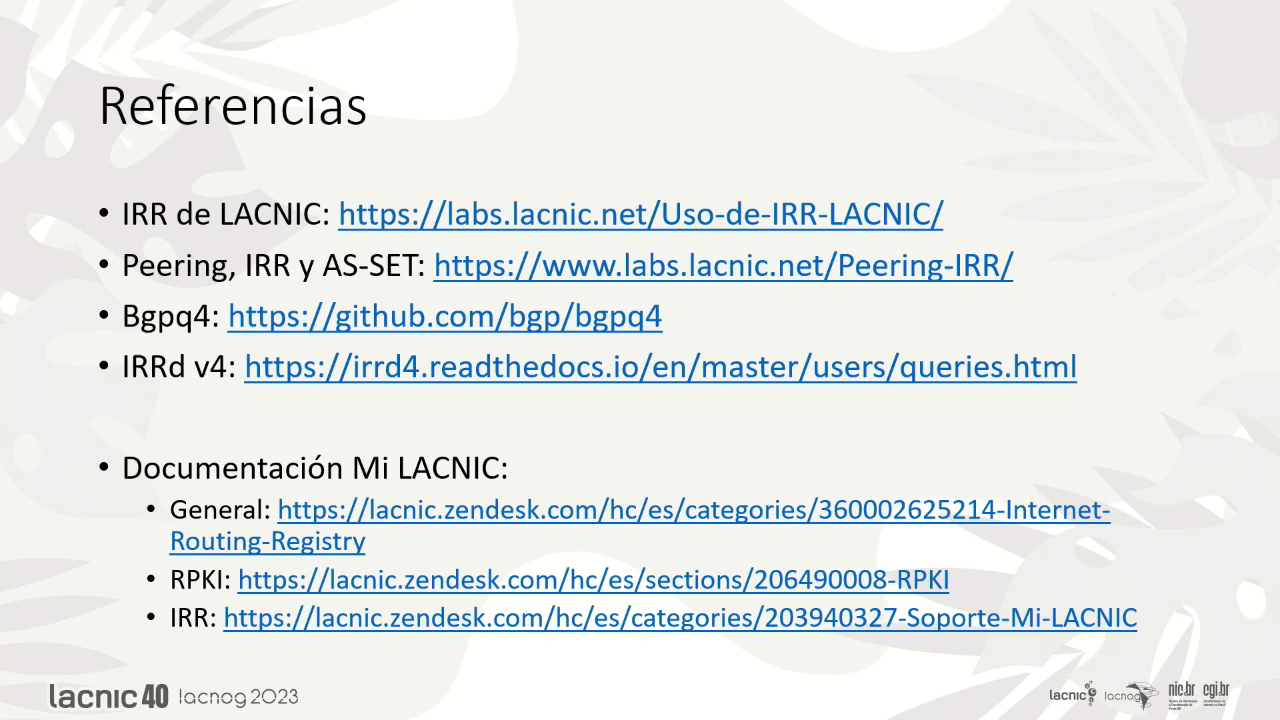 Referencias
• IRR de LACNIC: https://labs.lacnic.net/Uso-de-IRR-LACNIC/
• Peering, IRR y AS-SET: https://www.labs.lacnic.net/Peering-IRR/
• Bgpq4: https://github.com/bgp/bgpq4
• IRRd v4: https://irrd4.readthedocs.io/en/master/users/queries.html
• Documentación Mi LACNIC:
• General: https://lacnic.zendesk.com/hc/es/categories/360002625214-Internet-
Routing-Registry
• RPKI: https://lacnic.zendesk.com/hc/es/sections/206490008-RPKI
• IRR: https://lacnic.zendesk.com/hc/es/categories/203940327-Soporte-Mi-LACNIC
lacnic 40 lacnog 2023
lacnic lacnog nic.br cgi.br